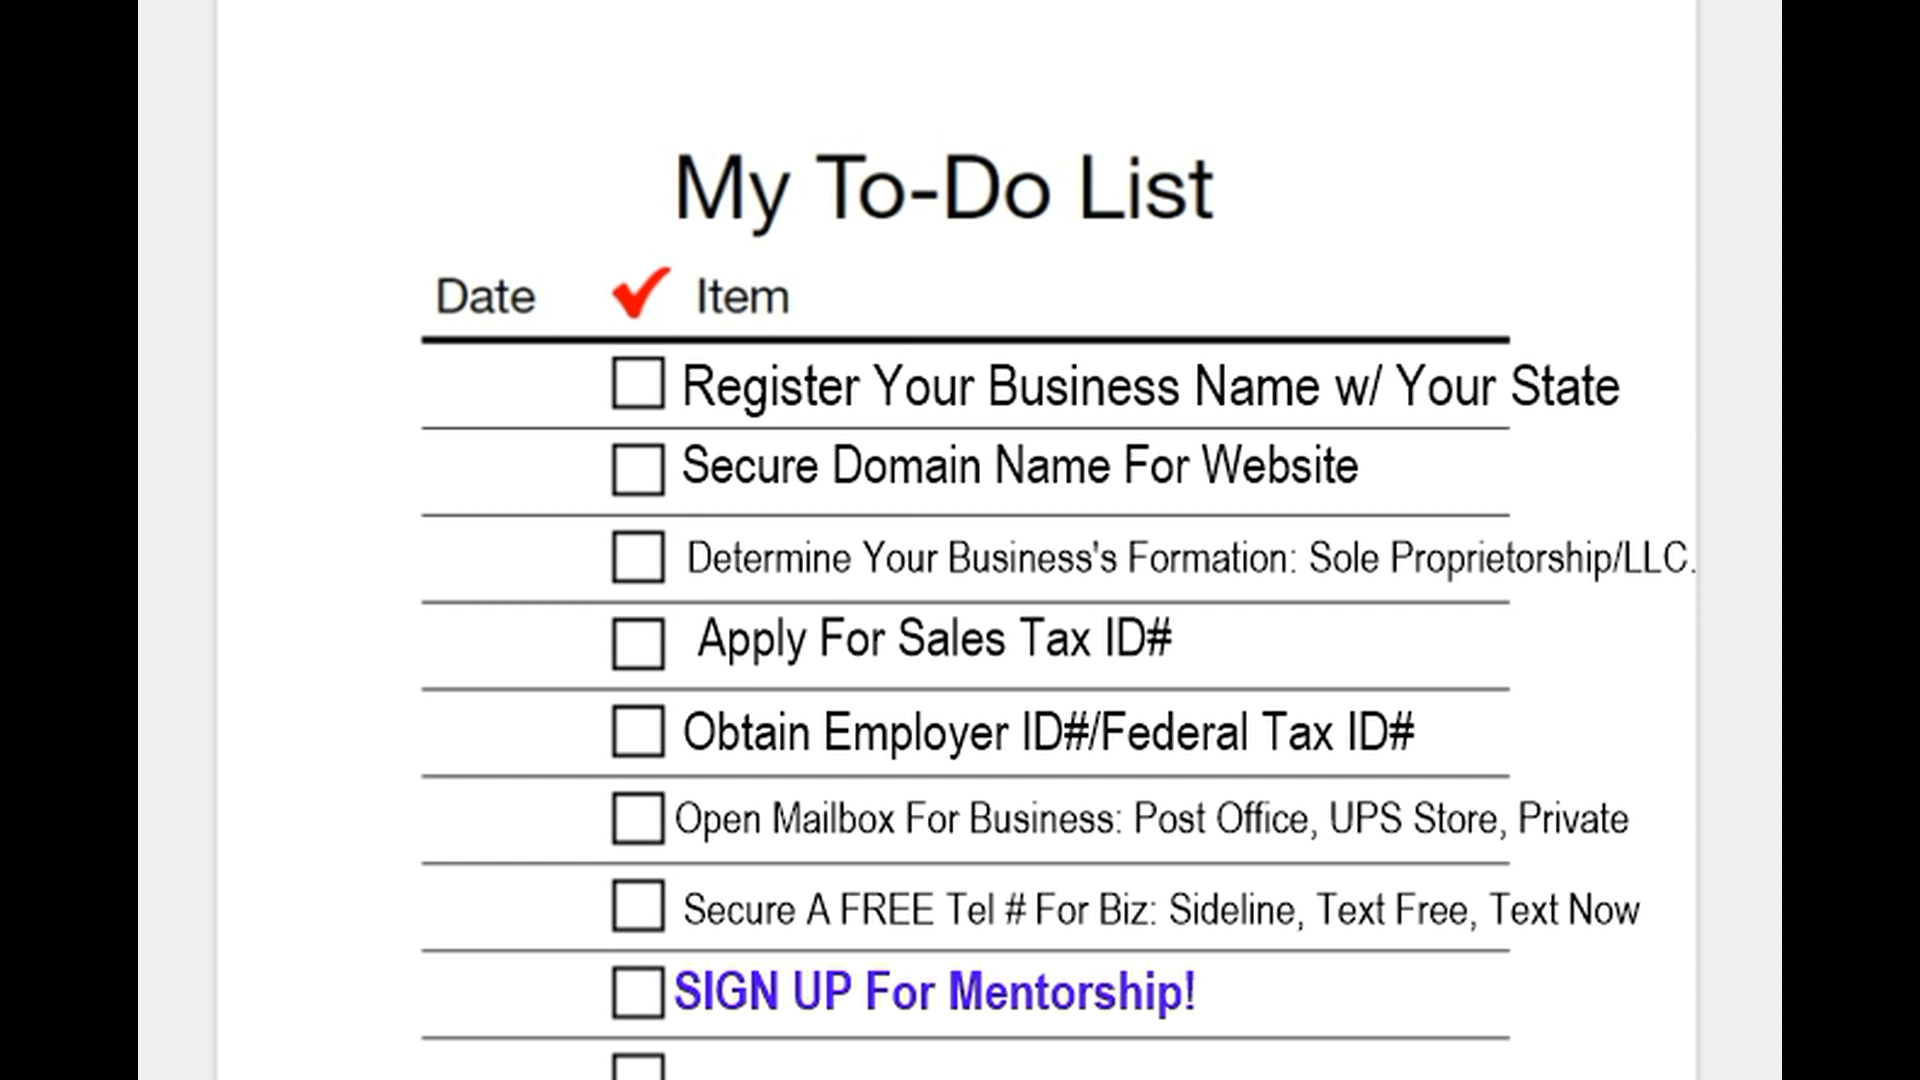 My To-Do List
Date Item
Register Your Business Name w/ Your State
Secure Domain Name For Website
Determine Your Business's Formation: Sole Proprietorship/LLC.
Apply For Sales Tax ID#
Obtain Employer ID#/Federal Tax ID#
Open Mailbox For Business: Post Office, UPS Store, Private
Secure A FREE Tel # For Biz: Sideline, Text Free, Text Now
SIGN UP For Mentorship!